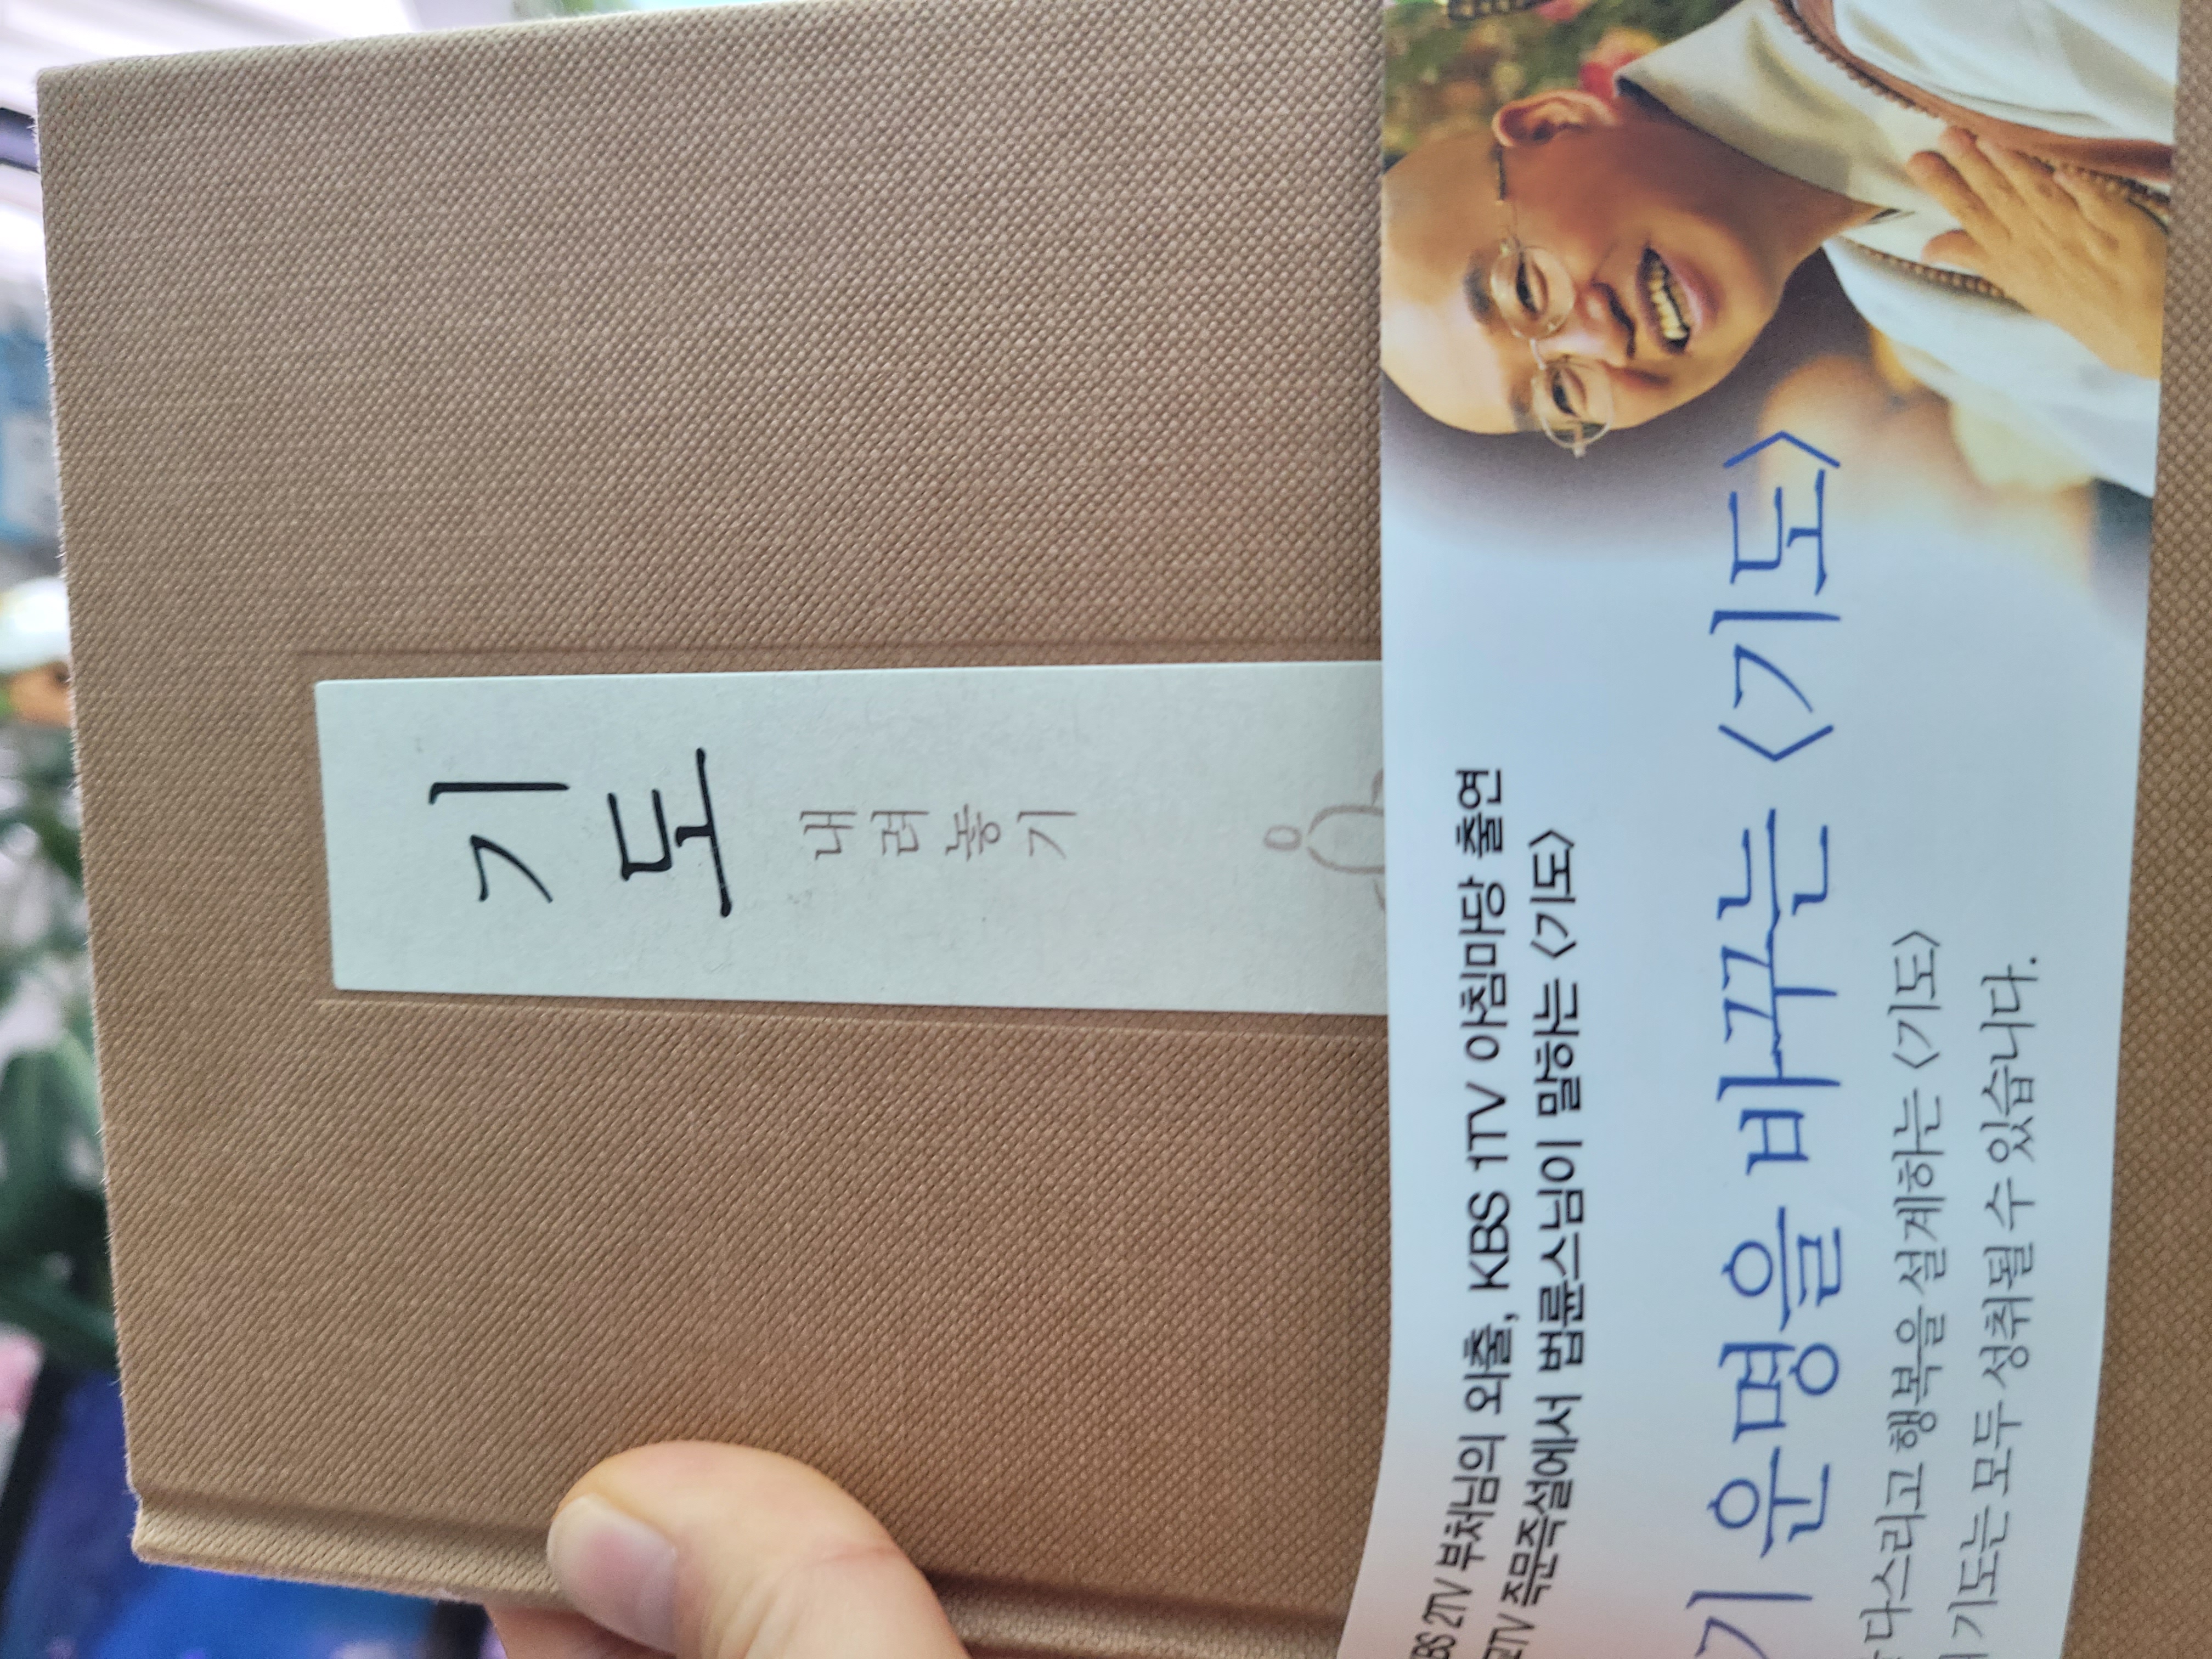 기도
내려놓기
KBS 2TV 부처님의 외출, KBS 1TV 아침마당 출연
즉문즉설에서 법륜스님이 말하는 <기도>
운명을 바꾸는 <기도>
다스리고 행복을 설계하는 <기도>
기도는 모두 성취될 수 있습니다.